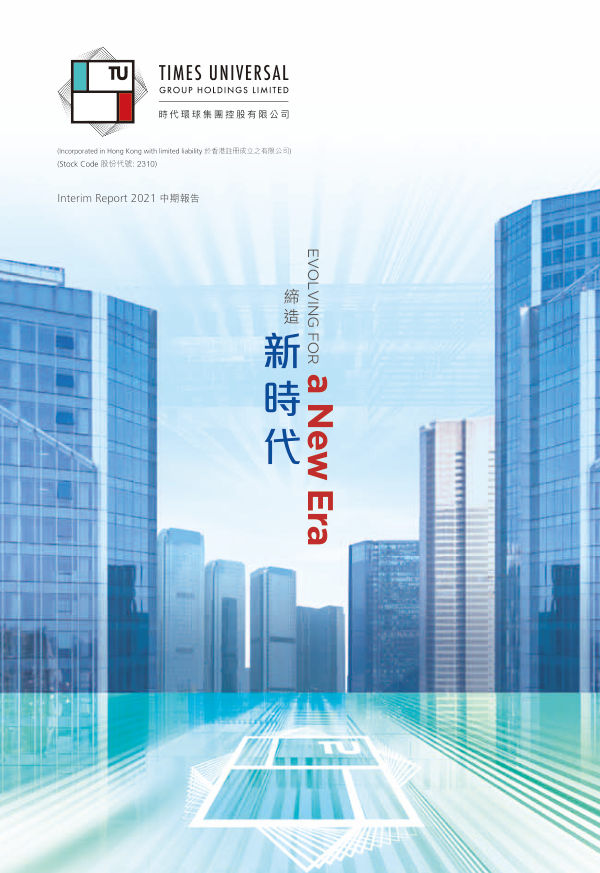 TU
TIMES UNIVERSAL
GROUP HOLDINGS LIMITED
時代環球集團控股有限公司
(Incorporated in Hong Kong with limited liability 於香港註冊成立之有限公司)
(Stock Code 股份代號: 2310)
Interim Report 2021 中期報告
EVOLVING FOR a New Era
締造新時代
TU